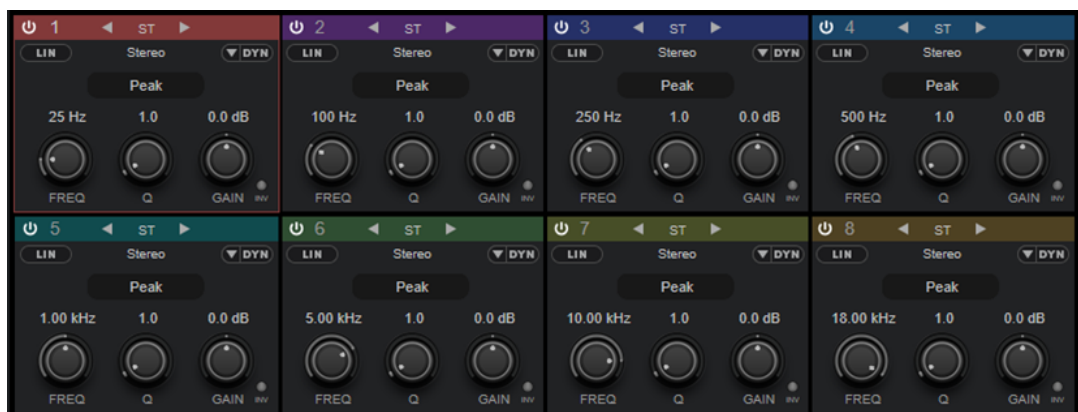 1 ST 2 ST 3 ST 4 ST
LIN Stereo DYN LIN Stereo DYN LIN Stereo DYN LIN Stereo DYN
Peak Peak Peak Peak
25 Hz 1.0 0.0 dB 100 Hz 1.0 0.0 dB 250 Hz 1.0 0.0 dB 500 Hz 1.0 0.0 dB
FREQ Q GAIN INV FREQ Q GAIN INV FREQ Q GAIN INV FREQ Q GAIN INV
5 ST 6 ST 7 ST 8 ST
LIN Stereo DYN LIN Stereo DYN LIN Stereo DYN LIN Stereo DYN
Peak Peak Peak Peak
1.00 kHz 1.0 0.0 dB 5.00 kHz 1.0 0.0 dB 10.00 kHz 1.0 0.0 dB 18.00 kHz 1.0 0.0 dB
FREQ Q GAIN INV FREQ Q GAIN INV FREQ Q GAIN INV FREQ Q GAIN INV